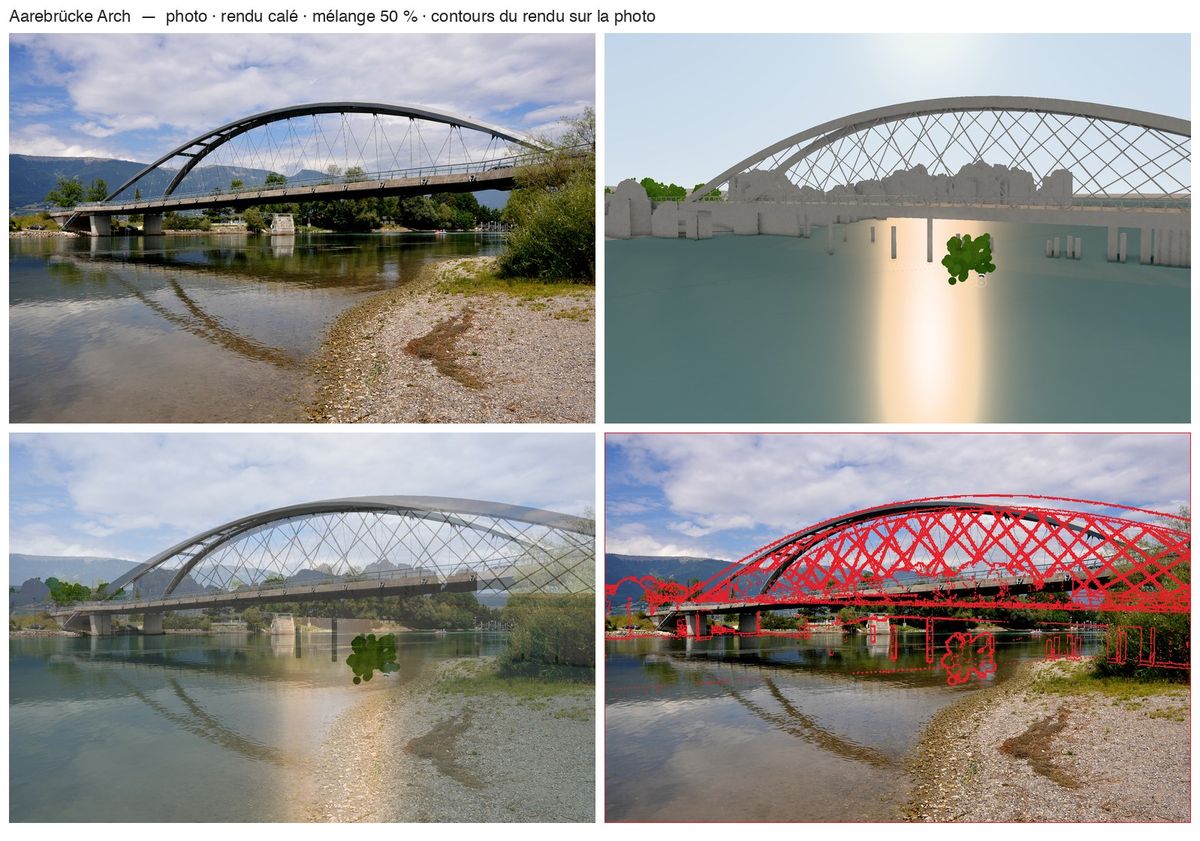 Aarebrücke Arch — photo · rendu calé · mélange 50 % · contours du rendu sur la photo